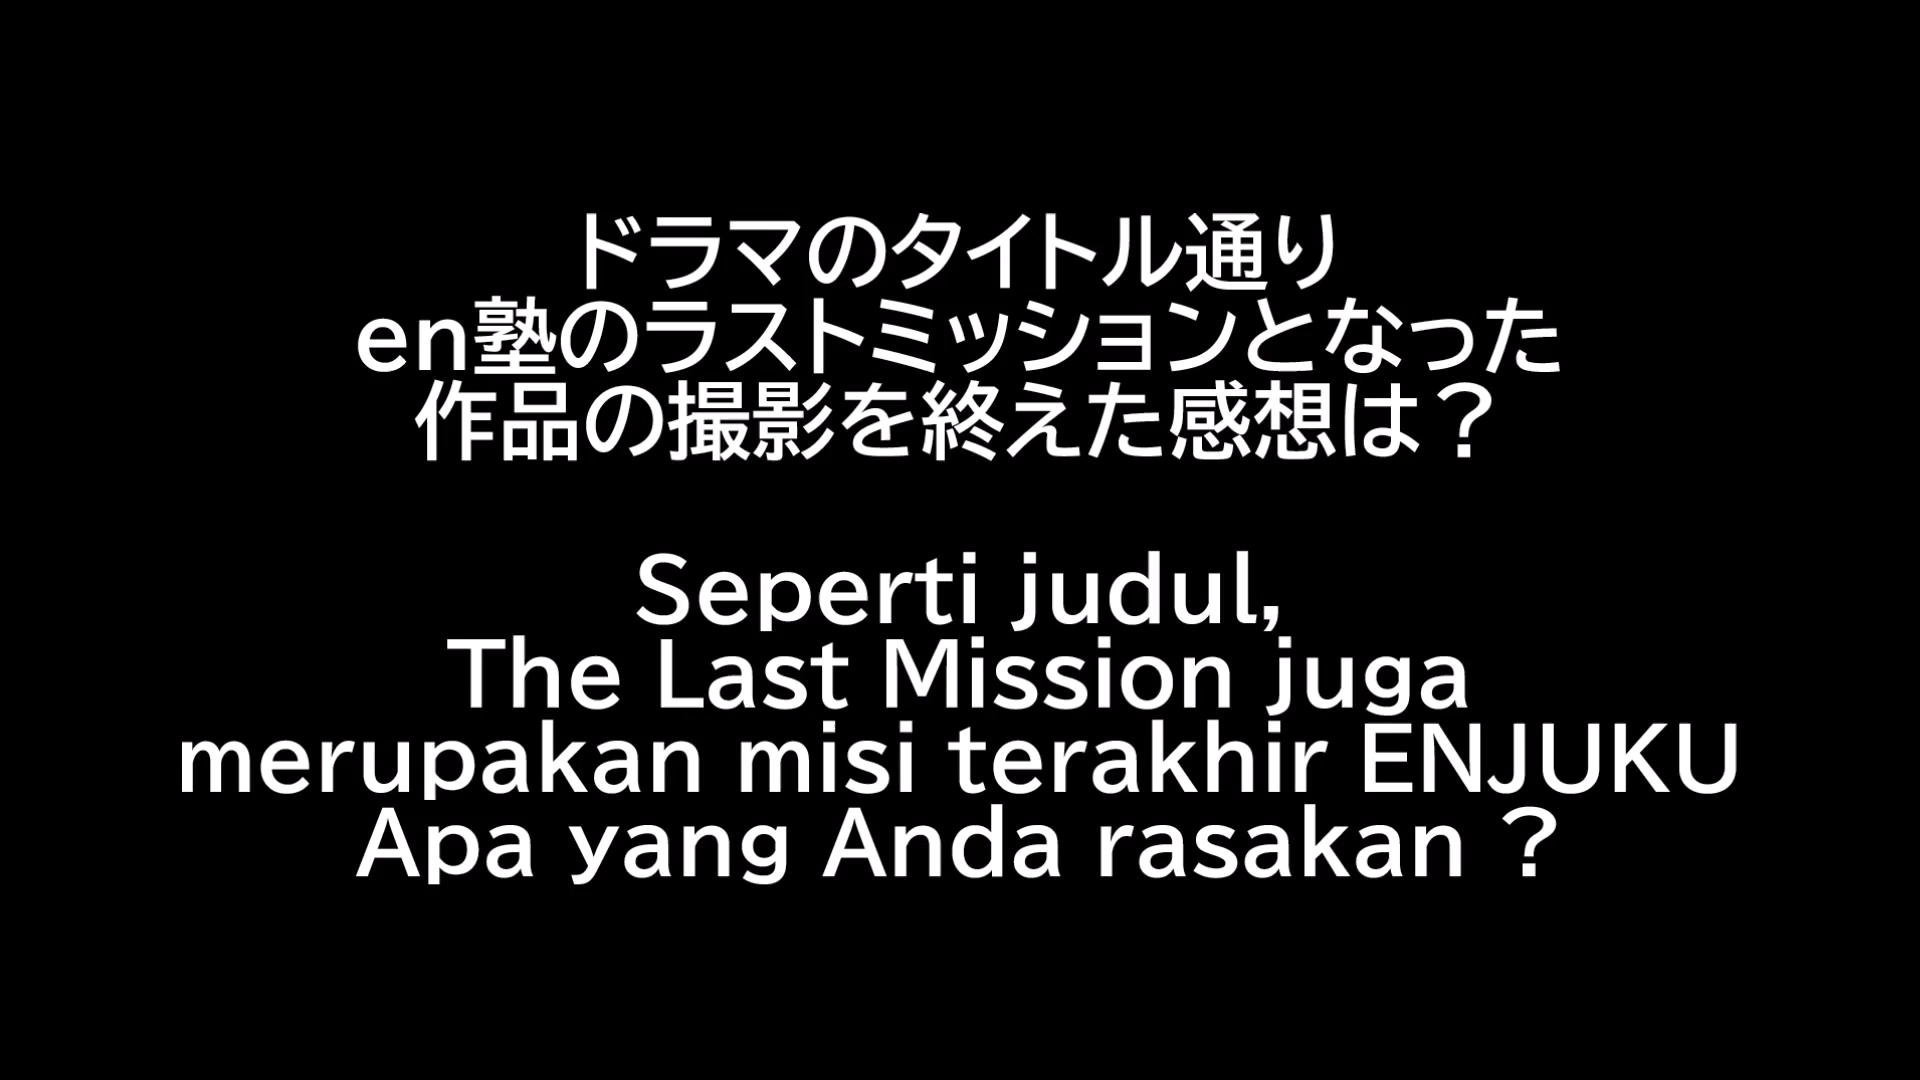 ドラマのタイトル通り
en塾のラストミッションとなった
作品の撮影を終えた感想は？
Seperti judul,
The Last Mission juga
merupakan misi terakhir ENJUKU
Apa yang Anda rasakan ?